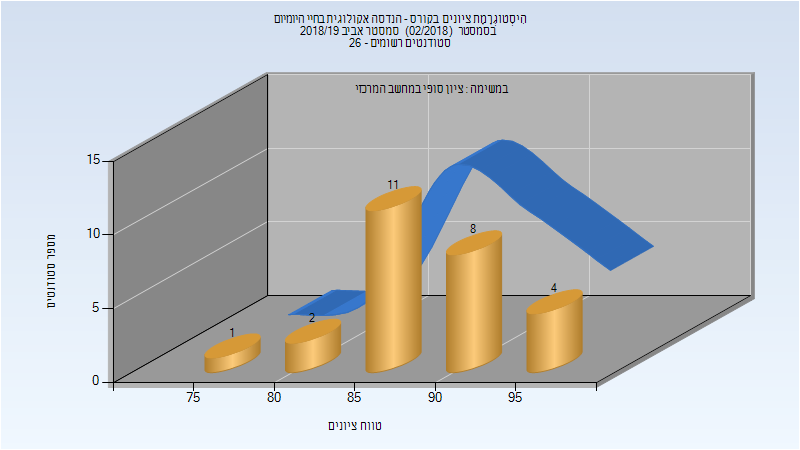 הִיסְטוֹגְרַמַת ציונים בקורס - הנדסה אקולוגית בחיי היומיום
בסמסטר (02/2018) סמסטר אביב 2018/19
סטודנטים רשומים - 26
במשימה : ציון סופי במחשב המרכזי
מספר סטודנטים
15
10
5
0
1
2
11
8
4
75
80
85
90
95
טווח ציונים